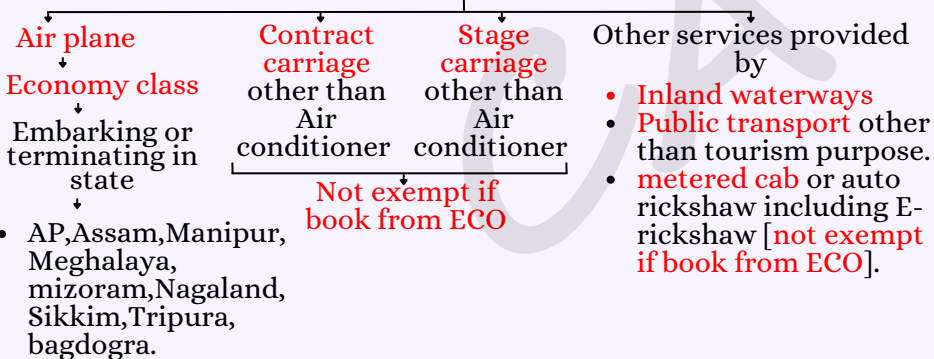 Air plane
Economy class
Embarking or
terminating in
state
• AP,Assam,Manipur,
Meghalaya,
mizoram,Nagaland,
Sikkim,Tripura,
bagdogra.
Contract
carriage
other than
Air
conditioner
Stage
carriage
other than
Air
conditioner
Not exempt if
book from ECO
Other services provided
by
• Inland waterways
• Public transport other
than tourism purpose.
• metered cab or auto
rickshaw including E-
rickshaw [not exempt
if book from ECO].